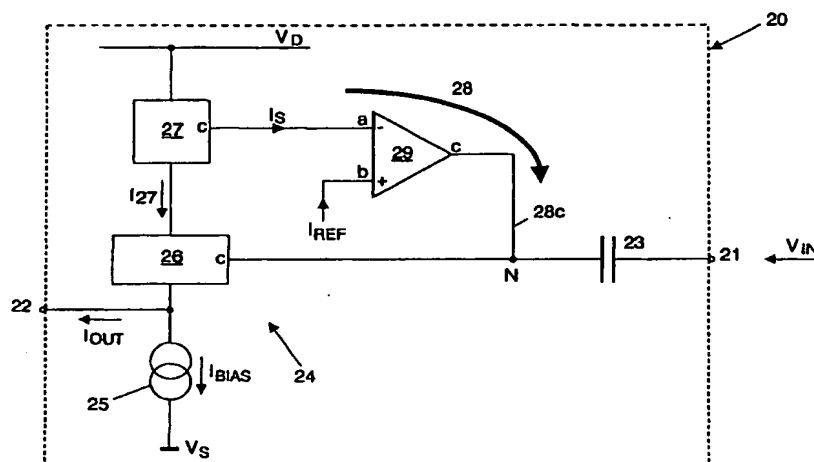 20
V_D
28
27 c
I_S
a -
29
c
b +
I_27
I_REF
28c
23
21
V_IN
26 c
N
22
I_OUT
24
I_BIAS
25
V_S